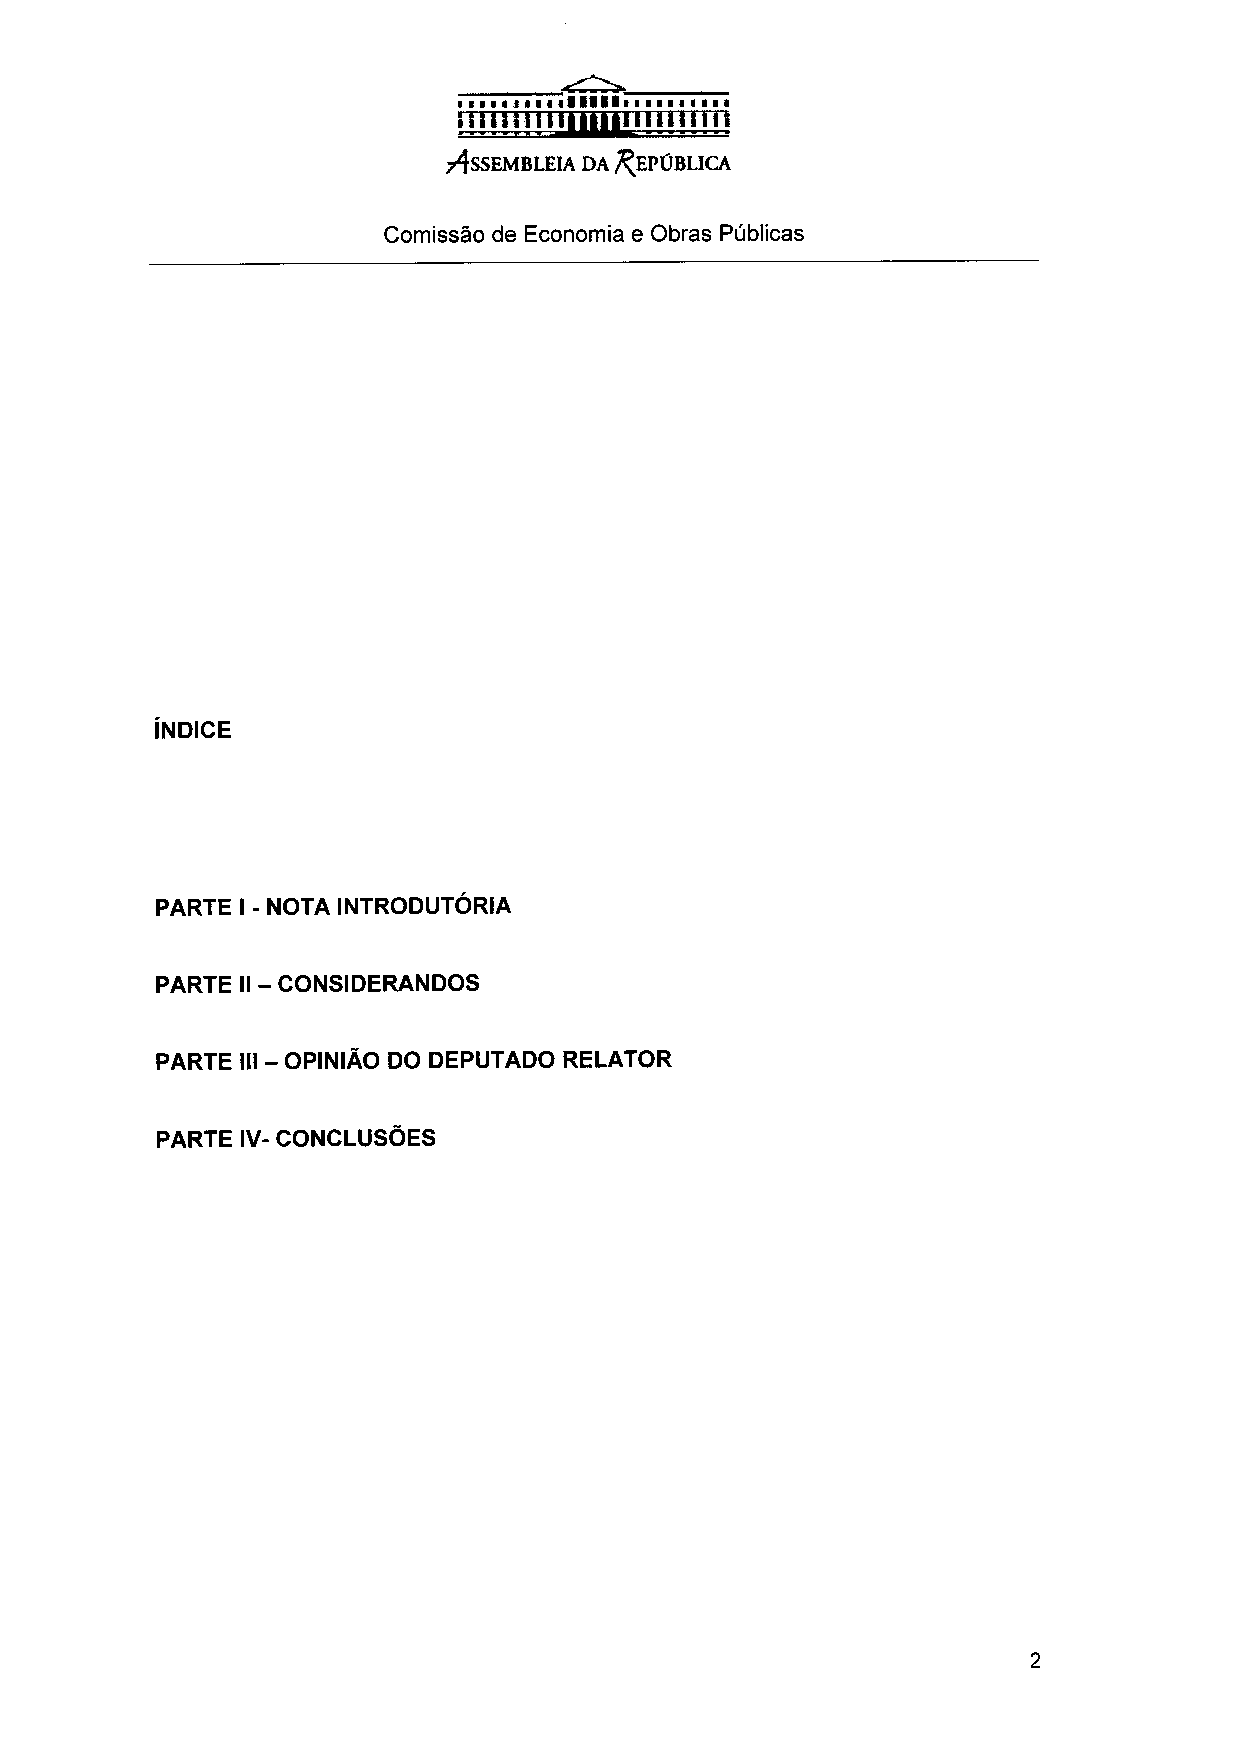 ASSEMBLEIA DA REPÚBLICA
Comissão de Economia e Obras Públicas
ÍNDICE
PARTE I - NOTA INTRODUTÓRIA
PARTE II – CONSIDERANDOS
PARTE III – OPINIÃO DO DEPUTADO RELATOR
PARTE IV- CONCLUSÕES
2